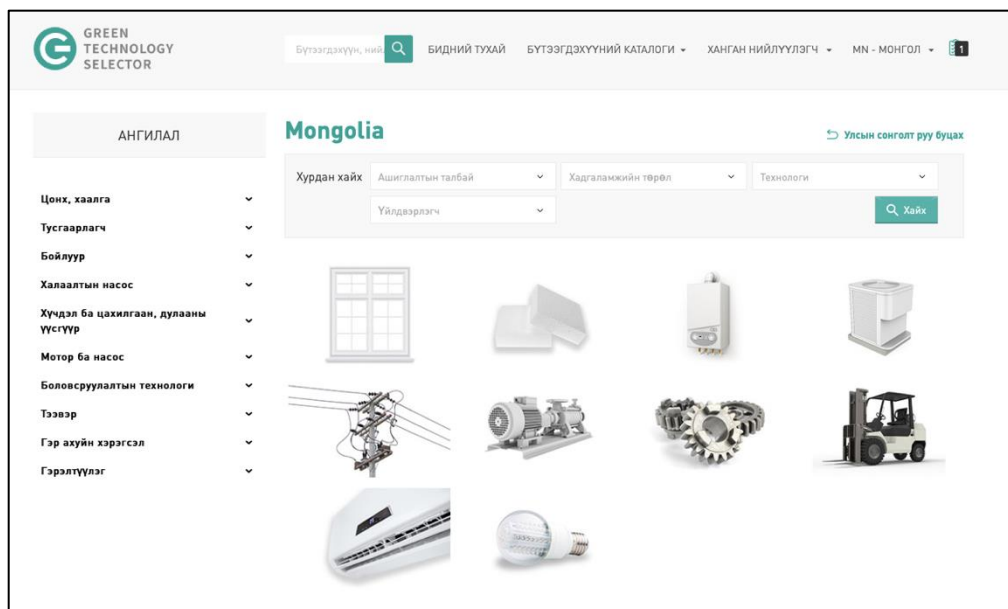 GREEN
TECHNOLOGY
SELECTOR
Бүтээгдэхүүн, ний
БИДНИЙ ТУХАЙ
БҮТЭЭГДЭХҮҮНИЙ КАТАЛОГИ
ХАНГАН НИЙЛҮҮЛЭГЧ
MN - МОНГОЛ
1
АНГИЛАЛ
Цонх, хаалга
Тусгаарлагч
Бойлуур
Халаалтын насос
Хүчдэл ба цахилгаан, дулааны
үүсгүүр
Мотор ба насос
Боловсруулалтын технологи
Тээвэр
Гэр ахуйн хэрэгсэл
Гэрэлтүүлэг
Mongolia
Улсын сонголт руу буцах
Хурдан хайх
Ашиглалтын талбай
Хадгаламжийн төрөл
Технологи
Үйлдвэрлэгч
Хайх